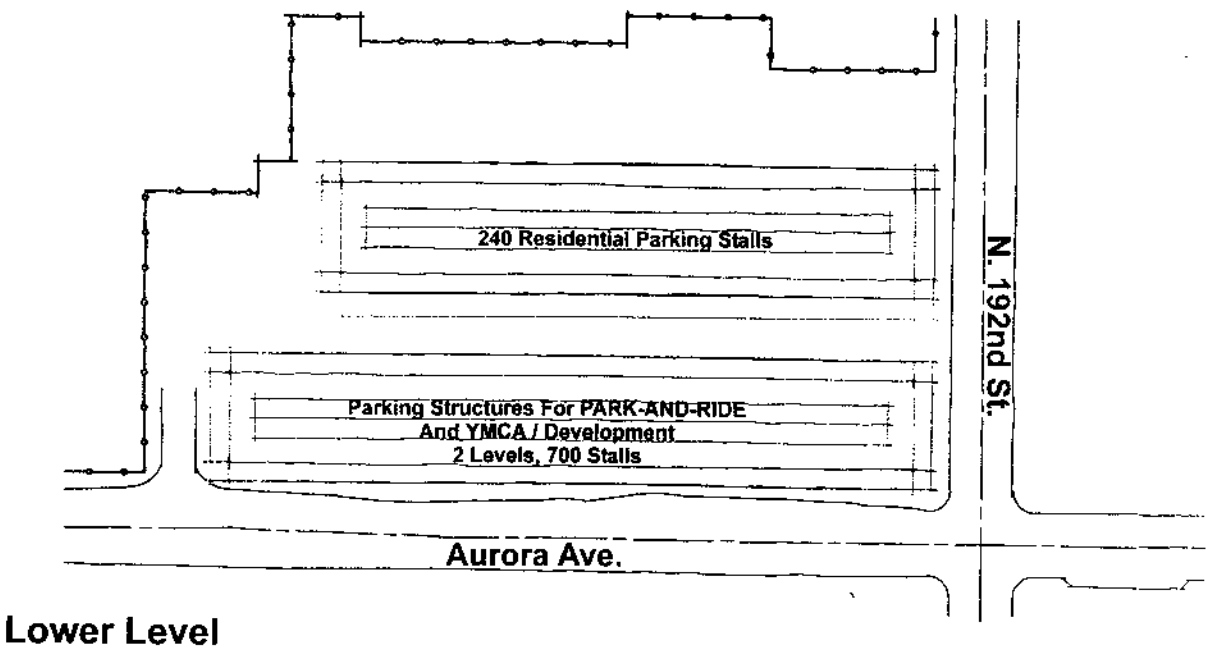 240 Residential Parking Stalls
N. 192nd St.
Parking Structures For PARK-AND-RIDE
And YMCA / Development
2 Levels, 700 Stalls
Aurora Ave.
Lower Level